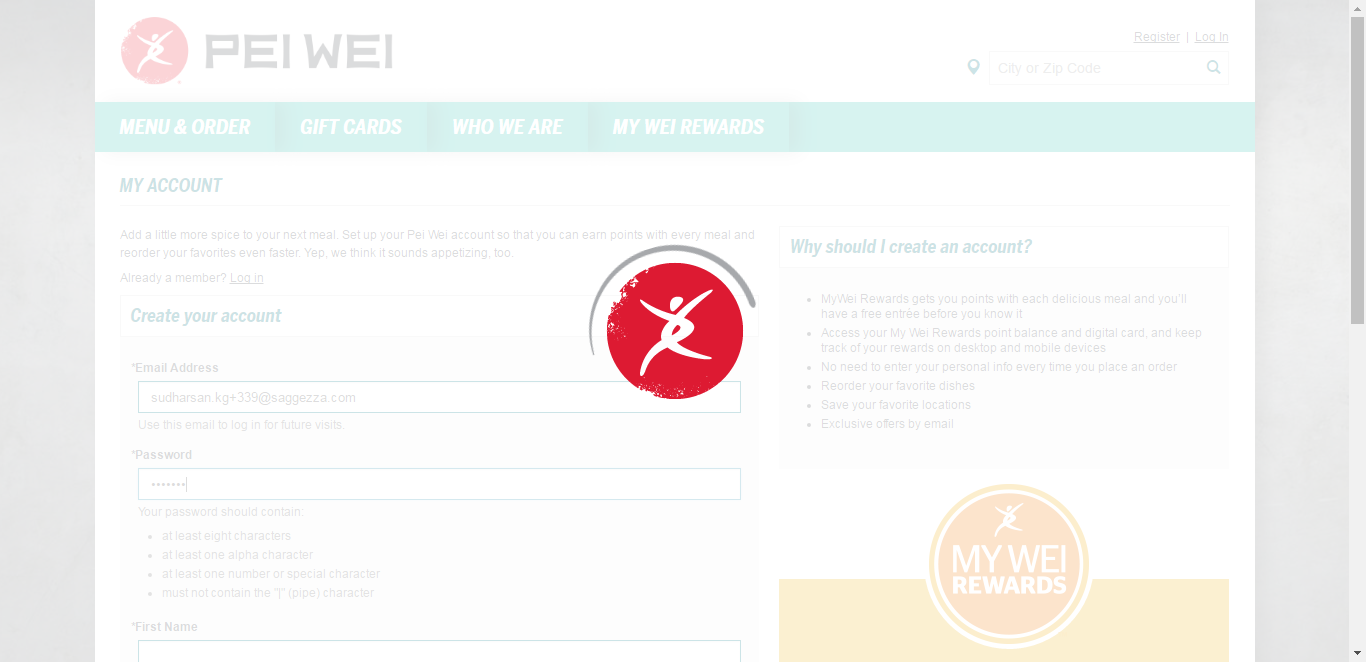 PEI WEI
Register | Log In
City or Zip Code
MENU & ORDER
GIFT CARDS
WHO WE ARE
MY WEI REWARDS
MY ACCOUNT
Add a little more spice to your next meal. Set up your Pei Wei account so that you can earn points with every meal and
reorder your favorites even faster. Yep, we think it sounds appetizing, too.
Already a member? Log in
Create your account
*Email Address
sudharsan.kg+339@saggezza.com
Use this email to log in for future visits.
*Password
•••••••
Your password should contain:
• at least eight characters
• at least one alpha character
• at least one number or special character
• must not contain the "|" (pipe) character
*First Name
Why should I create an account?
• MyWei Rewards gets you points with each delicious meal and you'll
have a free entrée before you know it
• Access your My Wei Rewards point balance and digital card, and keep
track of your rewards on desktop and mobile devices
• No need to enter your personal info every time you place an order
• Reorder your favorite dishes
• Save your favorite locations
• Exclusive offers by email
MY WEI
REWARDS